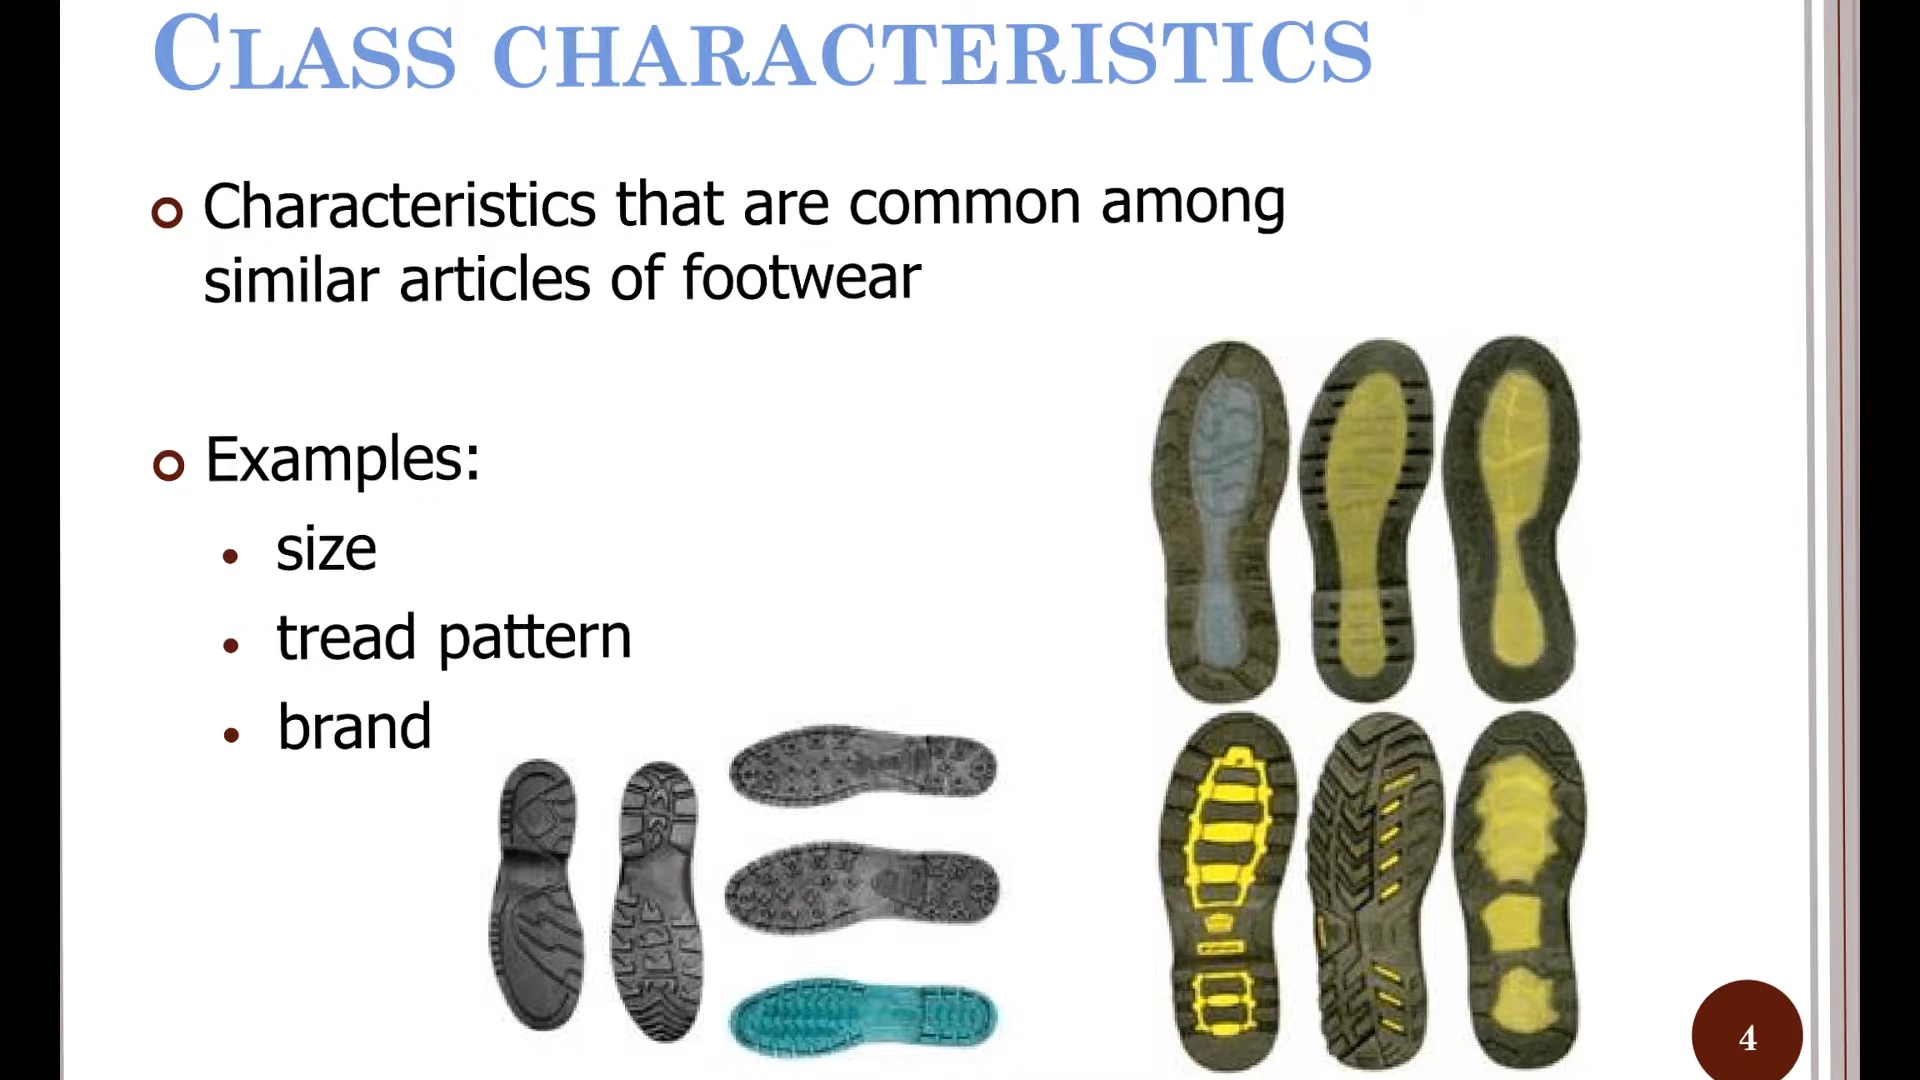 CLASS CHARACTERISTICS
Characteristics that are common among
similar articles of footwear
Examples:
size
tread pattern
brand
4